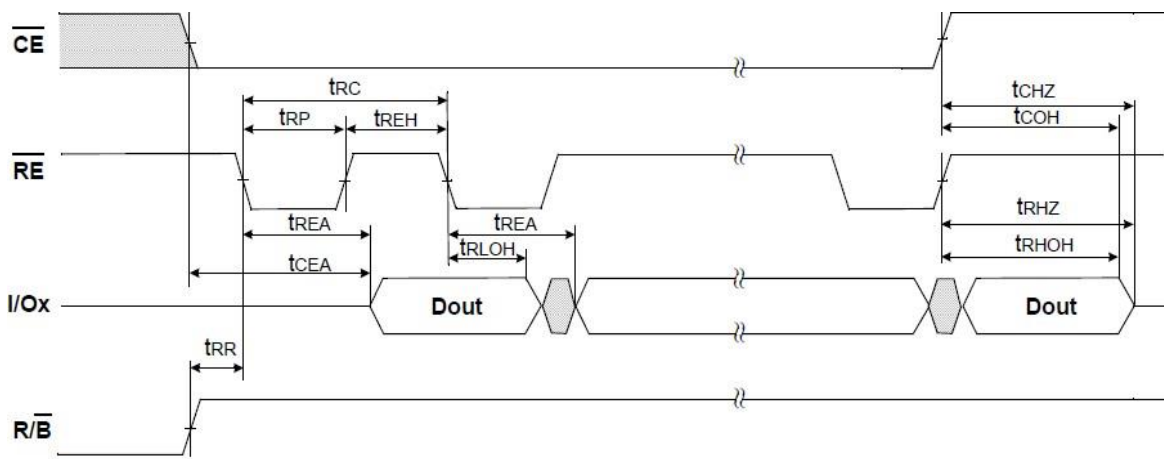 CE
tRC
tCHZ
tRP
tREH
tCOH
RE
tREA
tREA
tRHZ
tCEA
tRLOH
tRHOH
I/Ox
Dout
Dout
tRR
R/B